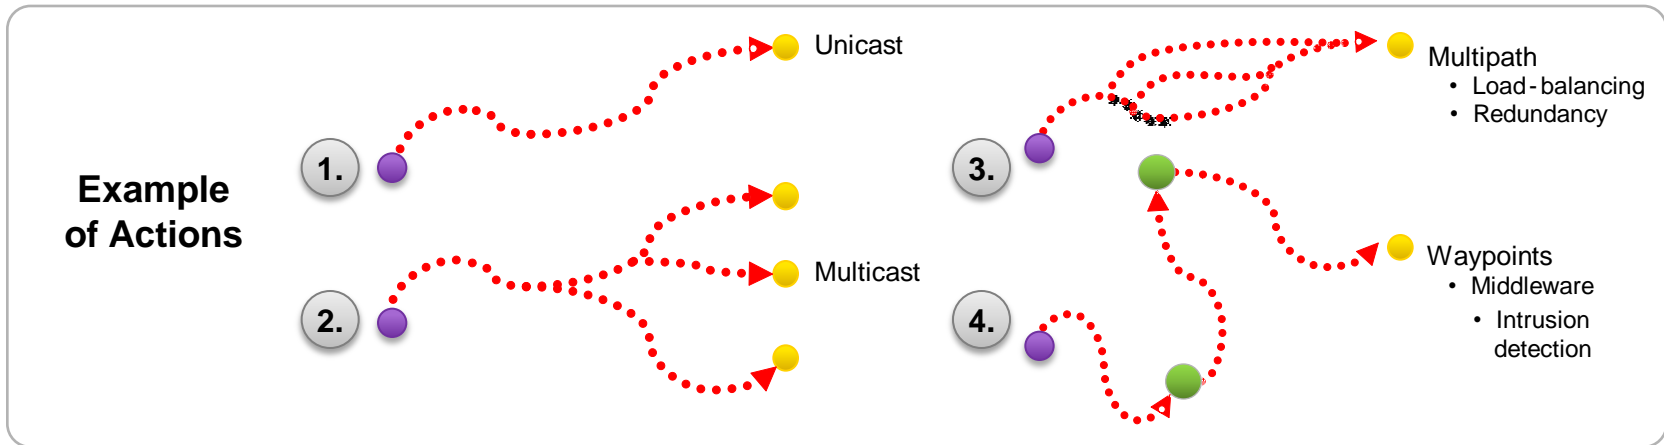 Example
of Actions
1.
Unicast
2.
Multicast
3.
Multipath
• Load-balancing
• Redundancy
4.
Waypoints
• Middleware
• Intrusion
detection